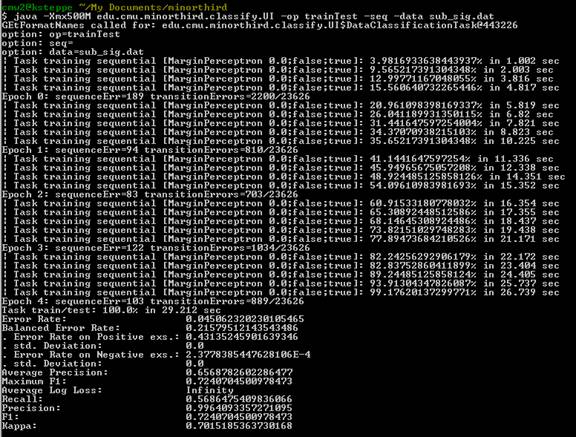 cmu2@ksteppe ~/My Documents/minorthird
$ java -Xmx500M edu.cmu.minorthird.classify.UI -op trainTest -seq -data sub_sig.dat
GEtFormatNames called for: edu.cmu.minorthird.classify.UI$DataClassificationTask@443226
option: op=trainTest
option: seq=
option: data=sub_sig.dat
| Task training sequential [MarginPerceptron 0.0;false;true]: 3.981693363844393% in 1.002 sec
| Task training sequential [MarginPerceptron 0.0;false;true]: 9.565217391304348% in 2.003 sec
| Task training sequential [MarginPerceptron 0.0;false;true]: 12.997711670480555% in 3.816 sec
| Task training sequential [MarginPerceptron 0.0;false;true]: 15.560640732265446% in 4.817 sec
Epoch 0: sequenceErr=189 transitionErrors=2200/23626
| Task training sequential [MarginPerceptron 0.0;false;true]: 20.961098398169337% in 5.819 sec
| Task training sequential [MarginPerceptron 0.0;false;true]: 26.04118993135011% in 6.82 sec
| Task training sequential [MarginPerceptron 0.0;false;true]: 31.441647597254004% in 7.821 sec
| Task training sequential [MarginPerceptron 0.0;false;true]: 34.37070938215103% in 8.823 sec
| Task training sequential [MarginPerceptron 0.0;false;true]: 35.65217391304348% in 10.225 sec
Epoch 1: sequenceErr=94 transitionErrors=810/23626
| Task training sequential [MarginPerceptron 0.0;false;true]: 41.1441647597254% in 11.336 sec
| Task training sequential [MarginPerceptron 0.0;false;true]: 45.94965675057208% in 12.338 sec
| Task training sequential [MarginPerceptron 0.0;false;true]: 48.924485125858126% in 14.351 sec
| Task training sequential [MarginPerceptron 0.0;false;true]: 54.09610983981693% in 15.352 sec
Epoch 2: sequenceErr=83 transitionErrors=703/23626
| Task training sequential [MarginPerceptron 0.0;false;true]: 60.91533180778032% in 16.354 sec
| Task training sequential [MarginPerceptron 0.0;false;true]: 65.3089244851258​6% in 17.355 sec
| Task training sequential [MarginPerceptron 0.0;false;true]: 68.14645308924486% in 18.437 sec
| Task training sequential [MarginPerceptron 0.0;false;true]: 73.82151029748283% in 19.438 sec
| Task training sequential [MarginPerceptron 0.0;false;true]: 77.89473684210526% in 21.171 sec
Epoch 3: sequenceErr=122 transitionErrors=1034/23626
| Task training sequential [MarginPerceptron 0.0;false;true]: 82.24256292906179% in 22.172 sec
| Task training sequential [MarginPerceptron 0.0;false;true]: 82.83752860411899% in 23.404 sec
| Task training sequential [MarginPerceptron 0.0;false;true]: 89.2448512585812​4% in 24.405 sec
| Task training sequential [MarginPerceptron 0.0;false;true]: 93.91304347826087% in 25.737 sec
| Task training sequential [MarginPerceptron 0.0;false;true]: 99.17620137299771% in 26.739 sec
Epoch 4: sequenceErr=103 transitionErrors=889/23626
Task train/test: 100.0% in 29.212 sec
Error Rate: 0.045062320230105465
Balanced Error Rate: 0.21579512143543486
. Error Rate on Positive exs.: 0.43135245901639346
. std. Deviation: 0.0
. Error Rate on Negative exs.: 2.3778385447628106E-4
. std. Deviation: 0.0
Average Precision: 0.6568782602286477
Maximum F1: 0.7240704500978473
Average Log Loss: Infinity
Recall: 0.5686475409836066
Precision: 0.9964093357271095
F1: 0.7240704500978473
Kappa: 0.7015185363730168